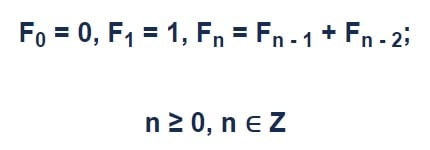 F₀ = 0, F₁ = 1, Fₙ = Fₙ ₋ ₁ + Fₙ ₋ ₂;
n ≥ 0, n ∈ Z